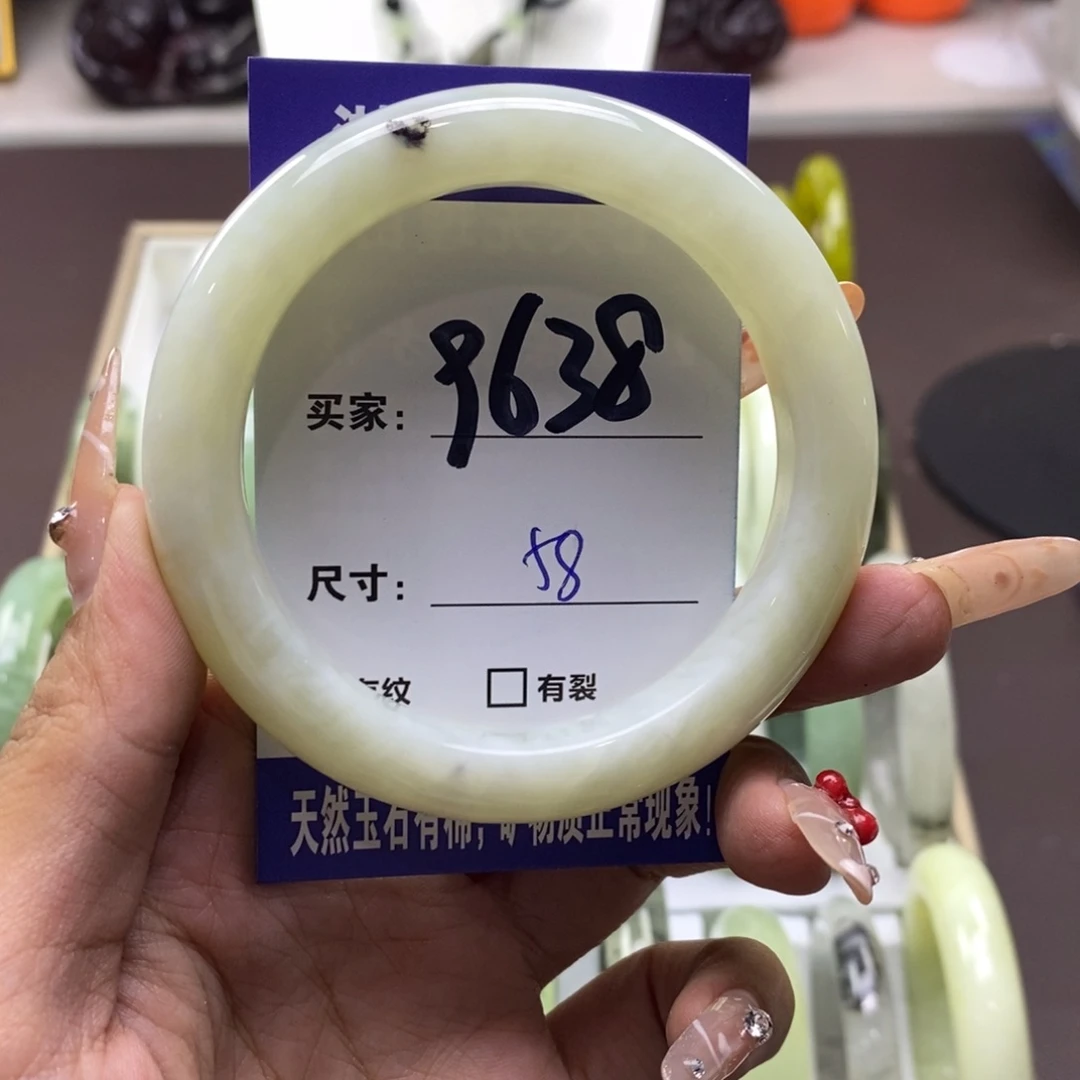 买家: 9638
尺寸: 58
纹 □有裂
天然玉石有棉, 矿物质正常现象!